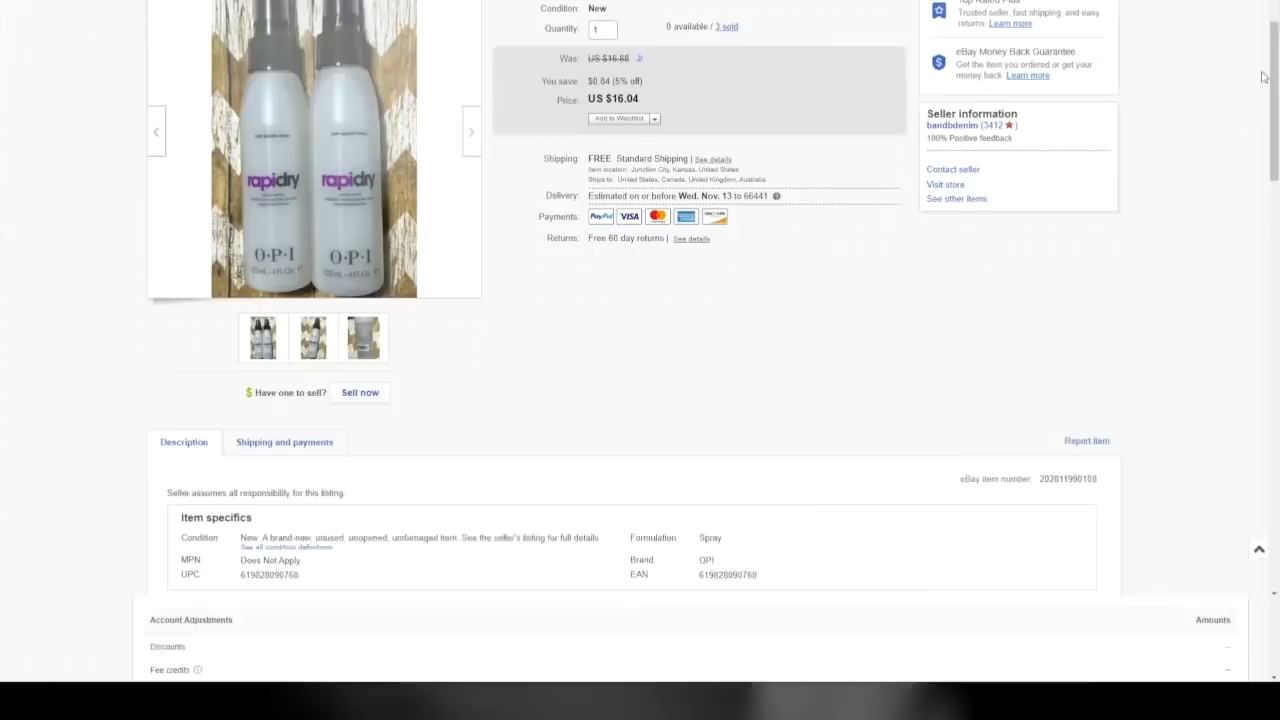 Condition: New
Quantity: 1 0 available / 3 sold
Was: US $16.88
You save: $0.84 (5% off)
Price: US $16.04
Add to Watchlist
Shipping: FREE Standard Shipping | See details
Item location: Junction City, Kansas, United States
Ships to: United States, Canada, United Kingdom, Australia
Delivery: Estimated on or before Wed. Nov. 13 to 66441
Payments: PayPal VISA
Returns: Free 60 day returns | See details
Top Rated Plus
Trusted seller, fast shipping, and easy
returns. Learn more
eBay Money Back Guarantee
Get the item you ordered or get your
money back. Learn more
Seller information
bandbdenim (3412)
100% Positive feedback
Contact seller
Visit store
See other items
rapidry rapidry
O·P·I O·P·I
$ Have one to sell? Sell now
Description Shipping and payments Report item
eBay item number: 202811990108
Seller assumes all responsibility for this listing.
Item specifics
Condition New: A brand-new, unused, unopened, undamaged item. See the seller's listing for full details
See all condition definitions
Formulation Spray
MPN: Does Not Apply Brand: OPI
UPC 619828090768 EAN 619828090768
Account Adjustments Amounts
Discounts --
Fee credits --